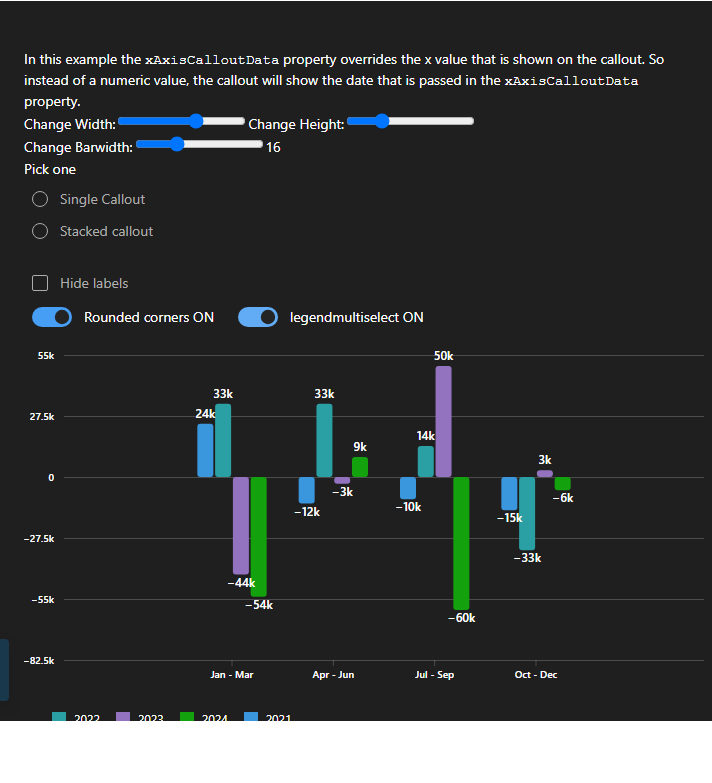 In this example the xAxisCalloutData property overrides the x value that is shown on the callout. So
instead of a numeric value, the callout will show the date that is passed in the xAxisCalloutData
property.
Change Width: Change Height:
Change Barwidth: 16
Pick one
Single Callout
Stacked callout
Hide labels
Rounded corners ON legendmultiselect ON
55k
27.5k
0
−27.5k
−55k
−82.5k
24k
33k
−44k
−54k
−12k
33k
−3k
9k
−10k
14k
50k
−60k
−15k
−33k
3k
−6k
Jan - Mar Apr - Jun Jul - Sep Oct - Dec
2022 2023 2024 2021